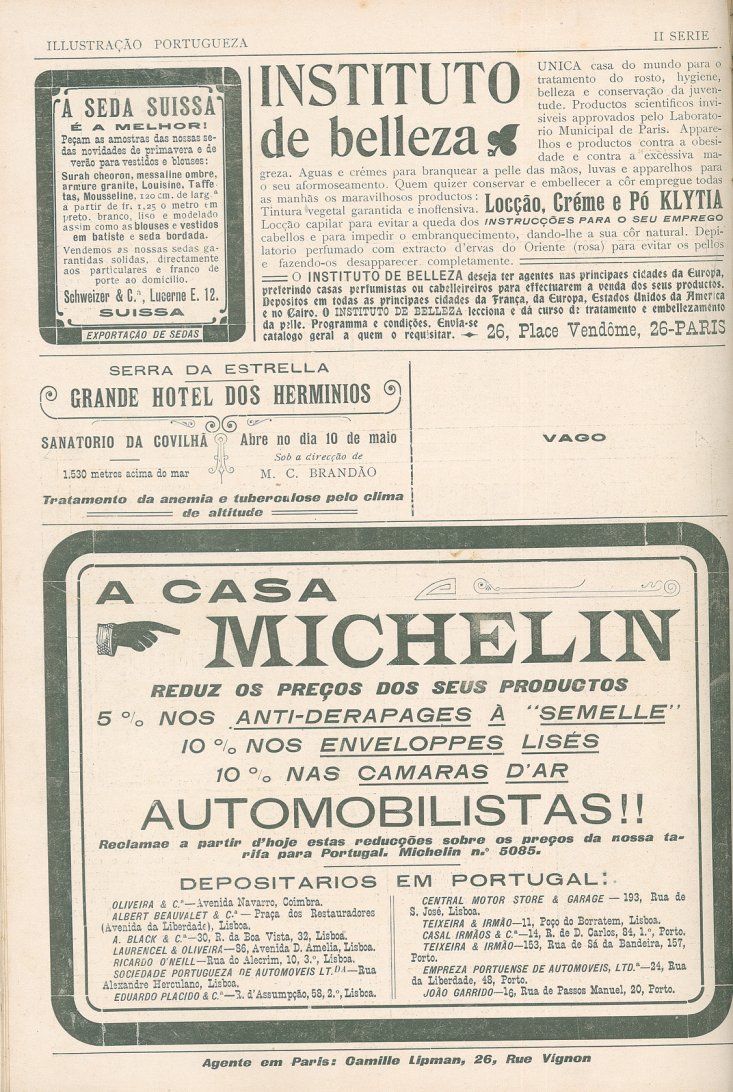 ILLUSTRAÇÃO PORTUGUEZA
II SERIE
A SEDA SUISSA
É A MELHOR!
Peçam as amostras das nossas se-
das novidades de primavera e de
verão para vestidos e blouses:
Surah cheoron, messaline ombre,
armure granite, Louisine, Taffe-
tas, Mousseline, 120 cm. de larg ª
a partir de fr. 1,25 o metro em
preto. branco, liso e modelado
assim como as blouses e vestidos
em batiste e seda bordada.
Vendemos as nossas sedas ga-
rantidas solidas, directamente
aos particulares e franco de
porte ao domicilio.
Schweizer & C.ª, Lucerne E. 12.
SUISSA
EXPORTAÇÃO DE SEDAS
INSTITUTO
de belleza
UNICA casa do mundo para o
tratamento do rosto, hygiene,
belleza e conservação da juven-
tude. Productos scientificos invi-
siveis approvados pelo Laborato-
rio Municipal de Paris. Appare-
lhos e productos contra a obesi-
dade e contra a excessiva ma-
greza. Aguas e crémes para branquear a pelle das mãos, luvas e apparelhos para
o seu aformoseamento. Quem quizer conservar e embellecer a côr empregue todas
as manhãs os maravilhosos productos: Locção, Créme e Pó KLYTIA
Tintura vegetal garantida e inoffensiva. INSTRUCÇÕES PARA O SEU EMPREGO
Locção capilar para evitar a queda dos
cabellos e para impedir o embranquecimento, dando-lhe a sua côr natural. Depi-
latorio perfumado com extracto d'ervas do Oriente (rosa) para evitar os pellos
e fazendo-os desapparecer completamente.
O INSTITUTO DE BELLEZA deseja ter agentes nas principaes cidades da Europa,
preferindo casas perfumistas ou cabelleireiros para effectuarem a venda dos seus productos.
Depositos em todas as principaes cidades da França, da Europa, Estados Unidos da America
e no Cairo. O INSTITUTO DE BELLEZA lecciona e dá curso de tratamento e embellezamento
da pelle. Programma e condições. Envia-se
catalogo geral a quem o requisitar. 26, Place Vendôme, 26-PARIS
SERRA DA ESTRELLA
GRANDE HOTEL DOS HERMINIOS
SANATORIO DA COVILHÃ
1.530 metros acima do mar
Abre no dia 10 de maio
Sob a direcção de
M. C. BRANDÃO
Tratamento da anemia e tuberculose pelo clima
de altitude
VAGO
A CASA
MICHELIN
REDUZ OS PREÇOS DOS SEUS PRODUCTOS
5 % NOS ANTI-DERAPAGES À "SEMELLE"
10 % NOS ENVELOPPES LISÉS
10 % NAS CAMARAS D'AR
AUTOMOBILISTAS!!
Reclamae a partir d'hoje estas reducções sobre os preços da nossa ta-
rifa para Portugal. Michelin n.º 5085.
DEPOSITARIOS EM PORTUGAL:
OLIVEIRA & C.ª—Avenida Navarro, Coimbra.
ALBERT BEAUVALET & C.ª — Praça dos Restauradores
(Avenida da Liberdade), Lisboa.
A. BLACK & C.ª—30, R. da Boa Vista, 32, Lisboa.
LAURENCEL & OLIVEIRA—86, Avenida D. Amelia, Lisboa.
RICARDO O'NEILL—Rua do Alecrim, 10, 3.º, Lisboa.
SOCIEDADE PORTUGUEZA DE AUTOMOVEIS LT.DA—Rua
Alexandre Herculano, Lisboa.
EDUARDO PLACIDO & C.ª—R. d'Assumpção, 58, 2.º, Lisboa.
CENTRAL MOTOR STORE & GARAGE — 193, Rua de
S. José, Lisboa.
TEIXEIRA & IRMÃO—11, Poço do Borratem, Lisboa.
CASAL IRMÃOS & C.ª—14, R. de D. Carlos, 84, 1.º, Porto.
TEIXEIRA & IRMÃO—153, Rua de Sá da Bandeira, 157,
Porto.
EMPREZA PORTUENSE DE AUTOMOVEIS, LTD.ª—24, Rua
da Liberdade, 48, Porto.
JOÃO GARRIDO—16, Rua de Passos Manuel, 20, Porto.
Agente em Paris: Camille Lipman, 26, Rue Vignon